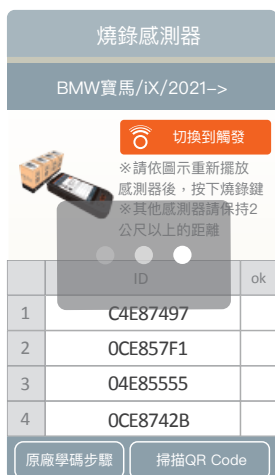 燒錄感測器
BMW寶馬/iX/2021–>
切換到觸發
※請依圖示重新擺放
感測器後，按下燒錄鍵
※其他感測器請保持2
公尺以上的距離
ID ok
1 C4E87497
2 0CE857F1
3 04E85555
4 0CE8742B
原廠學碼步驟 掃描QR Code